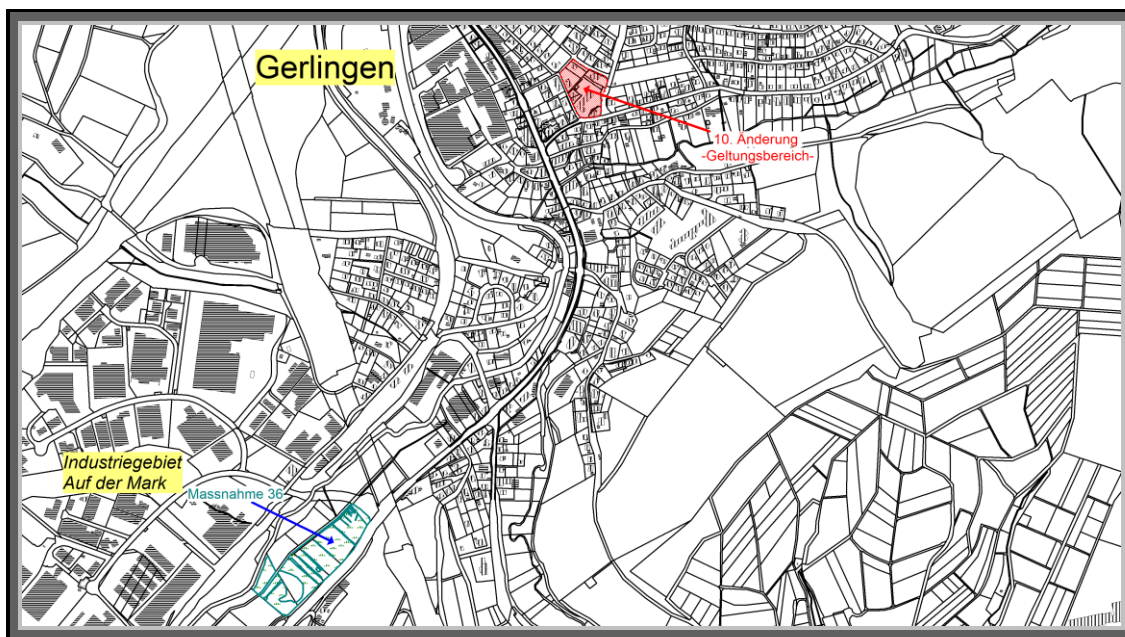 Gerlingen
10. Änderung
-Geltungsbereich-
Industriegebiet
Auf der Mark
Massnahme 36